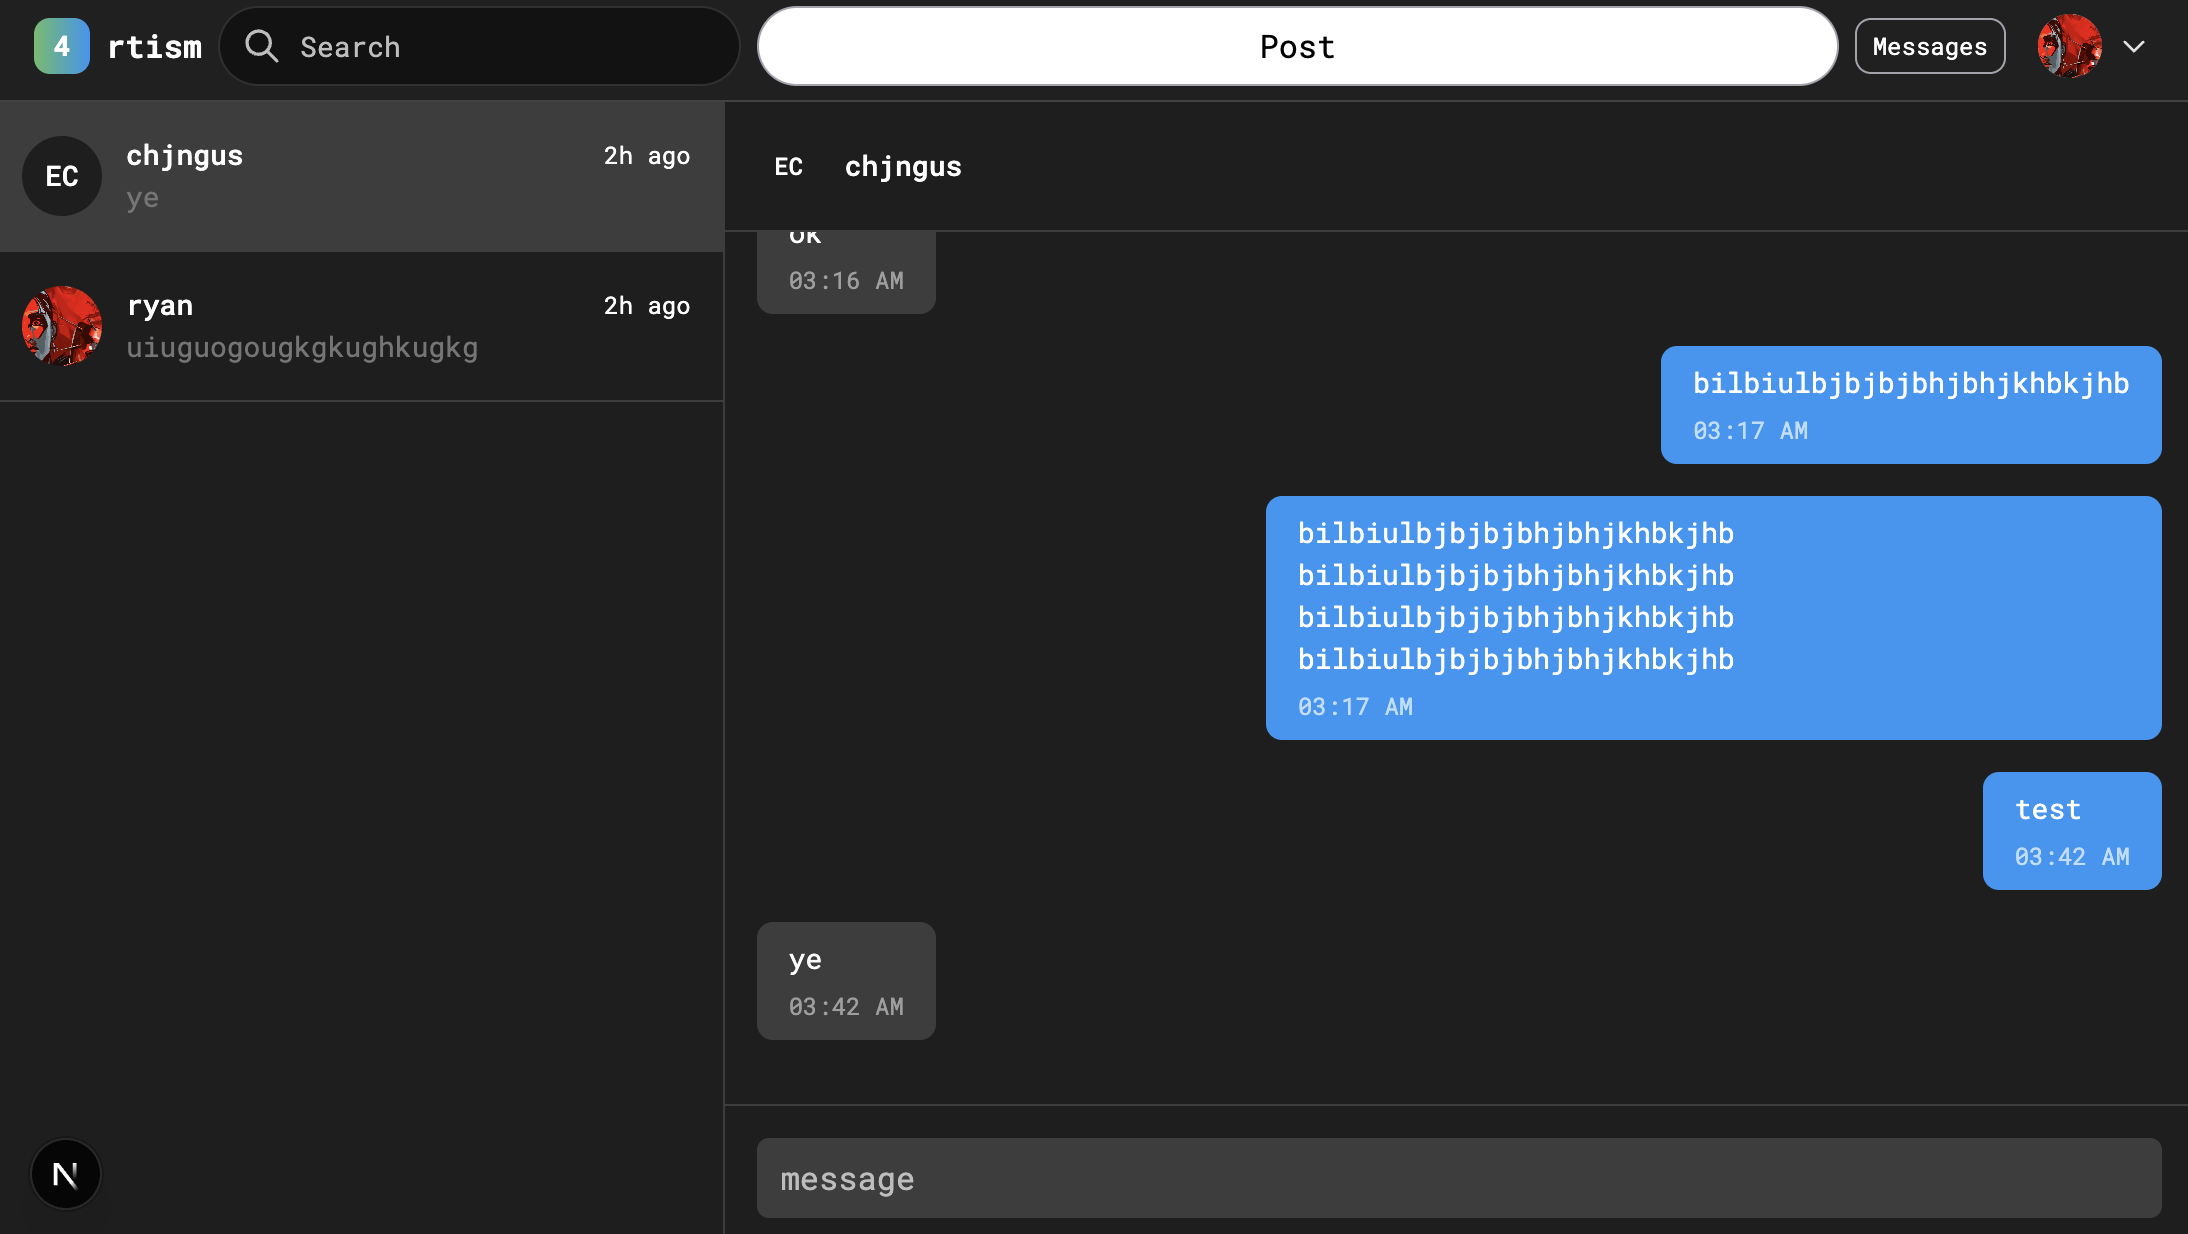 4 rtism
Search
Post
Messages
EC
chjngus
2h ago
ye
ryan
2h ago
uiuguogougkgkughkugkg
EC chjngus
ok
03:16 AM
bilbiulbjbjbjbhjbhjkhbkjhb
03:17 AM
bilbiulbjbjbjbhjbhjkhbkjhb
bilbiulbjbjbjbhjbhjkhbkjhb
bilbiulbjbjbjbhjbhjkhbkjhb
bilbiulbjbjbjbhjbhjkhbkjhb
03:17 AM
test
03:42 AM
ye
03:42 AM
message
N